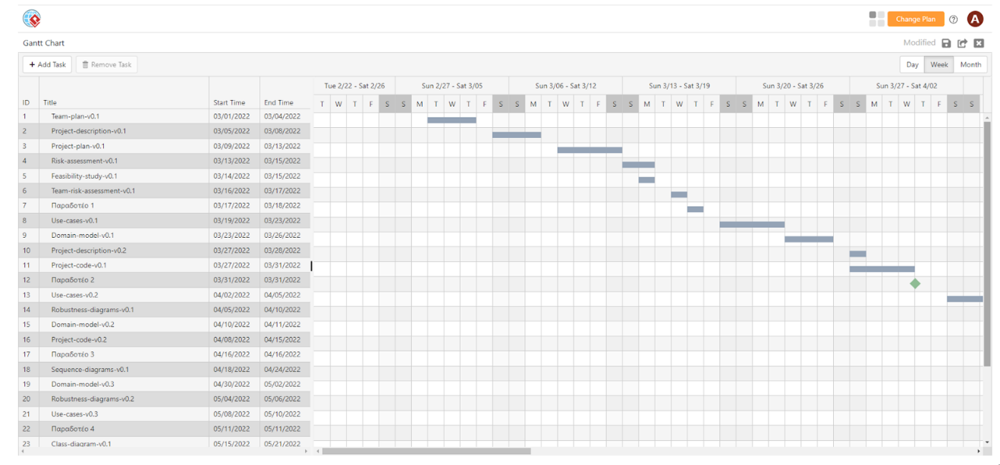 Change Plan
?
A
Gantt Chart
Modified
+ Add Task Remove Task
Day Week Month
Tue 2/22 - Sat 2/26 Sun 2/27 - Sat 3/05 Sun 3/06 - Sat 3/12 Sun 3/13 - Sat 3/19 Sun 3/20 - Sat 3/26 Sun 3/27 - Sat 4/02
ID Title Start Time End Time T W T F S S M T W T F S S M T W T F S S M T W T F S S M T W T F S S M T W T F S S
1 Team-plan-v0.1 03/01/2022 03/04/2022
2 Project-description-v0.1 03/05/2022 03/08/2022
3 Project-plan-v0.1 03/09/2022 03/13/2022
4 Risk-assessment-v0.1 03/13/2022 03/15/2022
5 Feasibility-study-v0.1 03/14/2022 03/15/2022
6 Team-risk-assessment-v0.1 03/16/2022 03/17/2022
7 Παραδοτέο 1 03/17/2022 03/18/2022
8 Use-cases-v0.1 03/19/2022 03/23/2022
9 Domain-model-v0.1 03/23/2022 03/26/2022
10 Project-description-v0.2 03/27/2022 03/28/2022
11 Project-code-v0.1 03/27/2022 03/31/2022
12 Παραδοτέο 2 03/31/2022 03/31/2022
13 Use-cases-v0.2 04/02/2022 04/05/2022
14 Robustness-diagrams-v0.1 04/05/2022 04/10/2022
15 Domain-model-v0.2 04/10/2022 04/11/2022
16 Project-code-v0.2 04/08/2022 04/15/2022
17 Παραδοτέο 3 04/16/2022 04/16/2022
18 Sequence-diagrams-v0.1 04/18/2022 04/24/2022
19 Domain-model-v0.3 04/30/2022 05/02/2022
20 Robustness-diagrams-v0.2 05/04/2022 05/06/2022
21 Use-cases-v0.3 05/08/2022 05/10/2022
22 Παραδοτέο 4 05/11/2022 05/11/2022
23 Class-diagram-v0.1 05/15/2022 05/21/2022